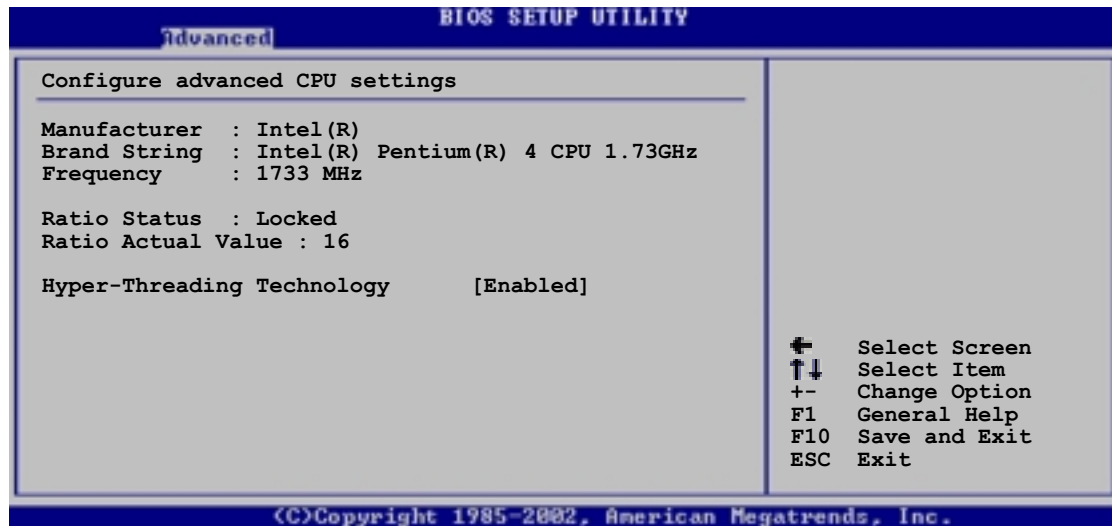 BIOS SETUP UTILITY
Advanced
Configure advanced CPU settings
Manufacturer : Intel(R)
Brand String : Intel(R) Pentium(R) 4 CPU 1.73GHz
Frequency : 1733 MHz
Ratio Status : Locked
Ratio Actual Value : 16
Hyper-Threading Technology [Enabled]
← Select Screen
↑↓ Select Item
+- Change Option
F1 General Help
F10 Save and Exit
ESC Exit
(C)Copyright 1985-2002, American Megatrends, Inc.